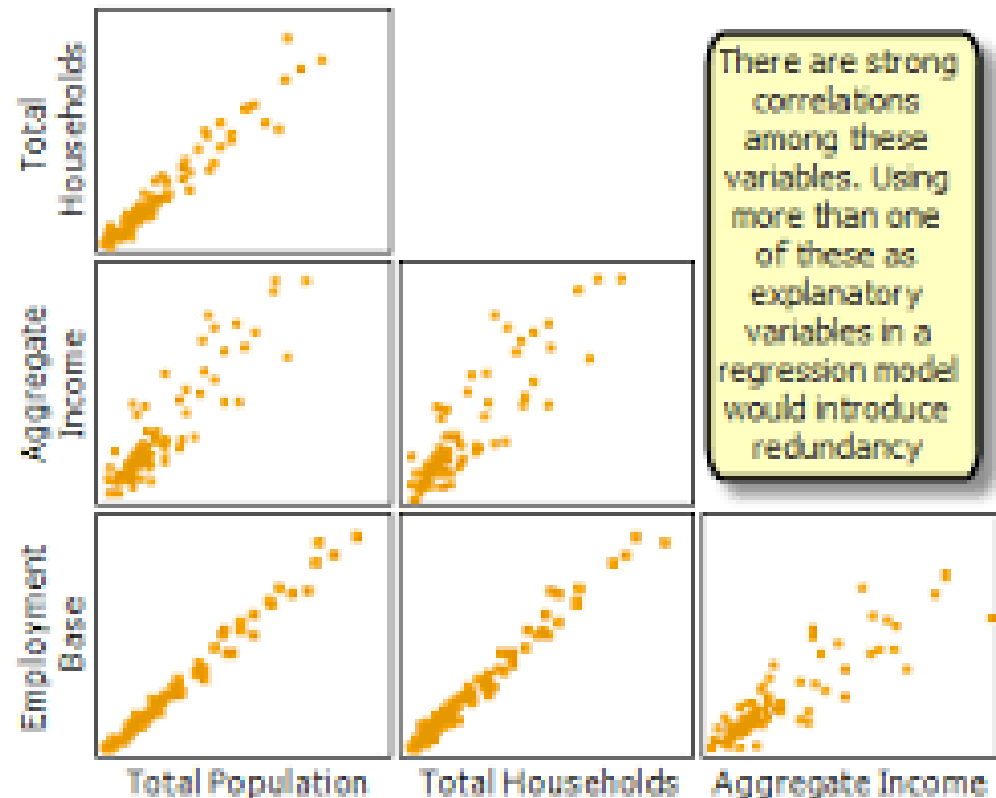 Total
Households
There are strong
correlations
among these
variables. Using
more than one
of these as
explanatory
variables in a
regression model
would introduce
redundancy
Aggregate
Income
Employment
Base
Total Population
Total Households
Aggregate Income